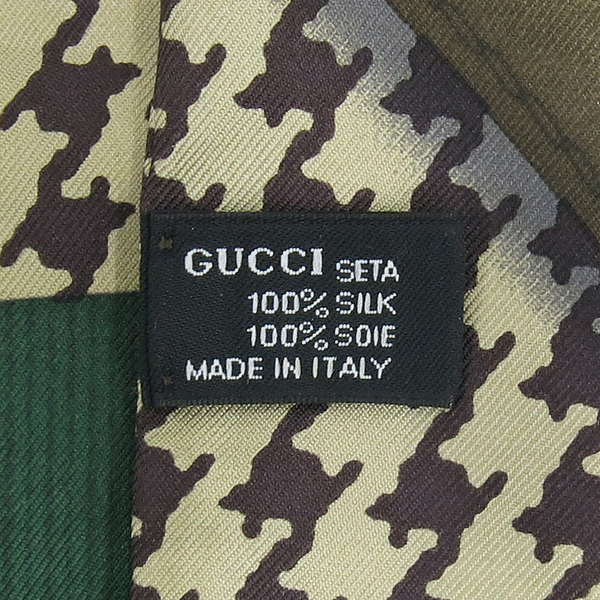 GUCCI SETA
100% SILK
100% SOIE
MADE IN ITALY